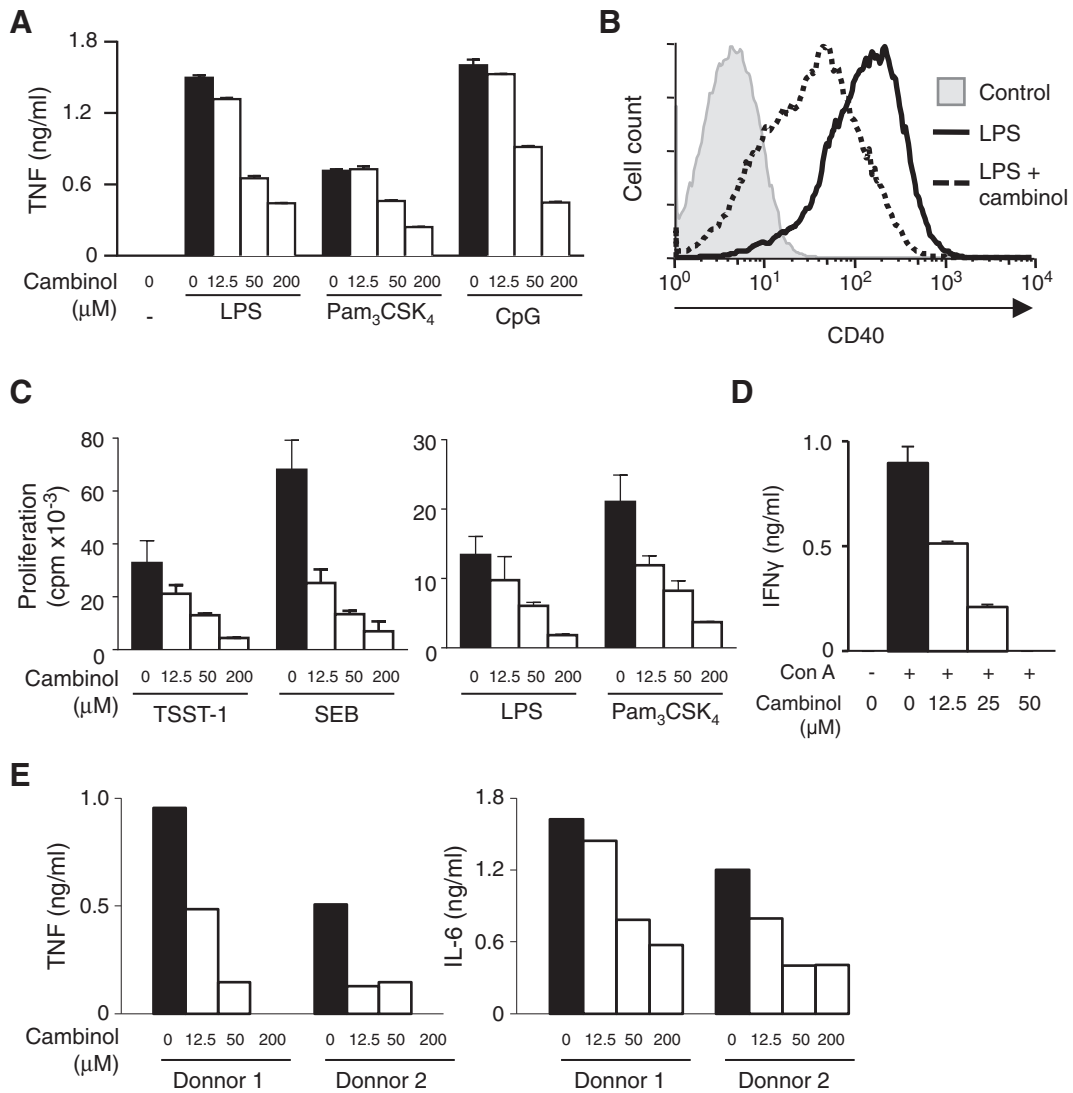 A
TNF (ng/ml)
1.8
1.2
0.6
0
Cambinol
(μM)
0 0 12.5 50 200 0 12.5 50 200 0 12.5 50 200
- LPS Pam3CSK4 CpG
B
Cell count
Control
LPS
LPS +
cambinol
10^0 10^1 10^2 10^3 10^4
CD40
C
Proliferation
(cpm x10^-3)
80
60
40
20
0
30
20
10
0
Cambinol
(μM)
0 12.5 50 200 0 12.5 50 200 0 12.5 50 200 0 12.5 50 200
TSST-1 SEB LPS Pam3CSK4
D
IFNγ (ng/ml)
1.0
0.5
0
Con A - + + + +
Cambinol 0 0 12.5 25 50
(μM)
E
TNF (ng/ml)
1.0
0.5
0
IL-6 (ng/ml)
1.8
1.2
0.6
0
Cambinol
(μM)
0 12.5 50 200 0 12.5 50 200 0 12.5 50 200 0 12.5 50 200
Donnor 1 Donnor 2 Donnor 1 Donnor 2